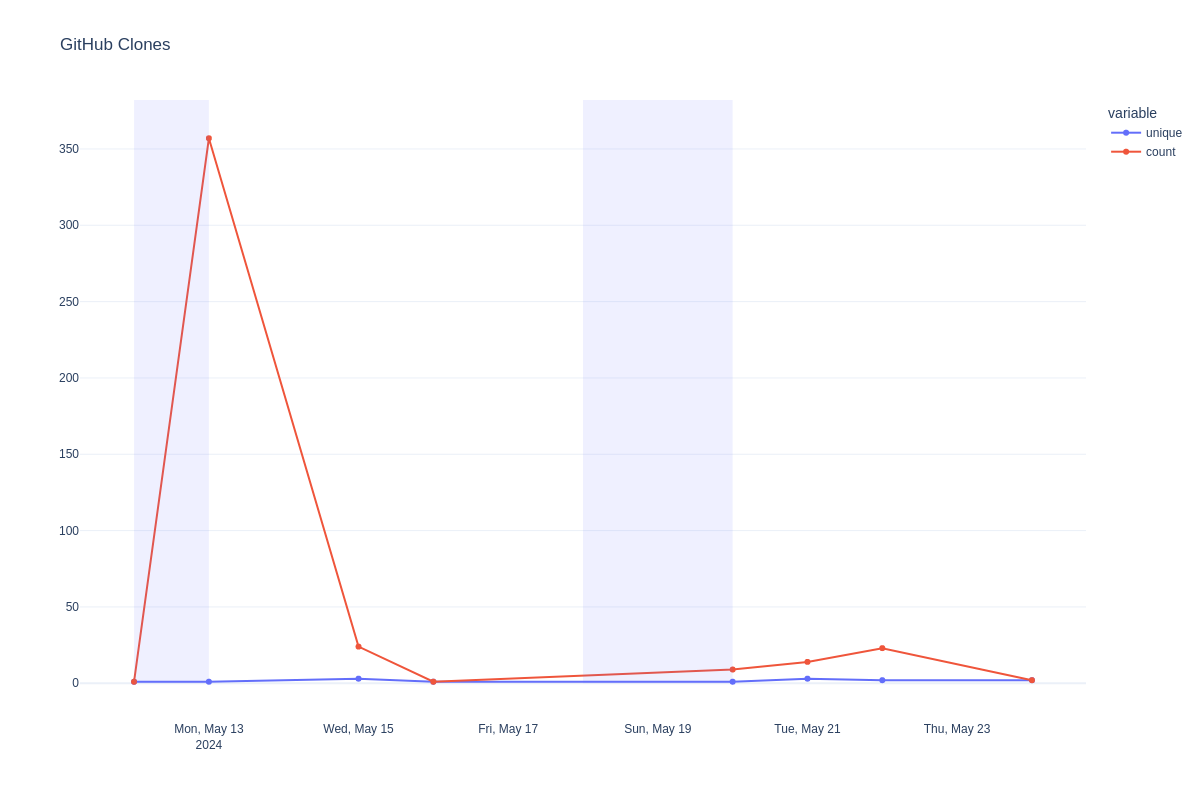 GitHub Clones
variable
unique
count
350
300
250
200
150
100
50
0
Mon, May 13
2024
Wed, May 15
Fri, May 17
Sun, May 19
Tue, May 21
Thu, May 23